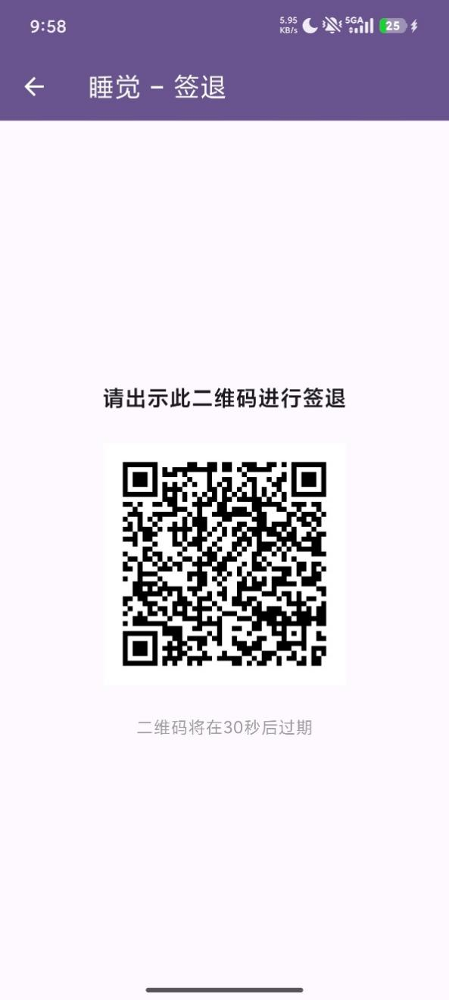 9:58
5.95 KB/s
5GA
25
睡觉 - 签退
请出示此二维码进行签退
二维码将在30秒后过期